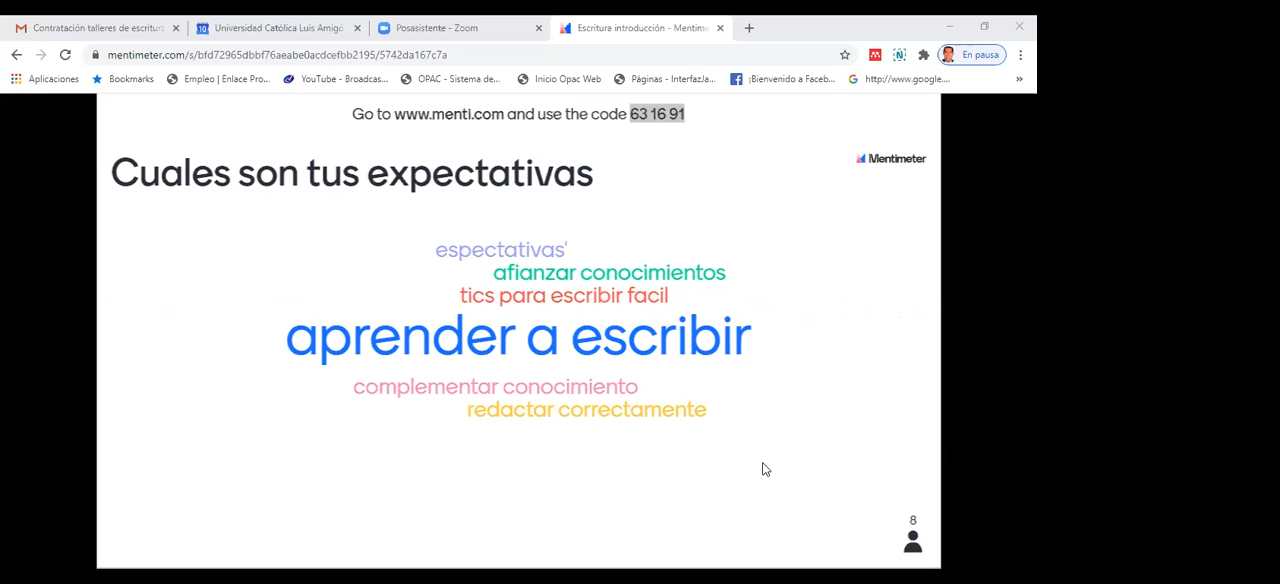 Contratación talleres de escritura
Universidad Católica Luis Amigó
Posasistente - Zoom
Escritura introducción - Mentime
mentimeter.com/s/bfd72965dbbf76aeabe0acdcefbb2195/5742da167c7a
En pausa
Aplicaciones
Bookmarks
Empleo | Enlace Pro...
YouTube - Broadcas...
OPAC - Sistema de...
Inicio Opac Web
Páginas - InterfazJa...
¡Bienvenido a Faceb...
http://www.google....
»
Go to www.menti.com and use the code 63 16 91
Cuales son tus expectativas
Mentimeter
espectativas'
afianzar conocimientos
tics para escribir facil
aprender a escribir
complementar conocimiento
redactar correctamente
8